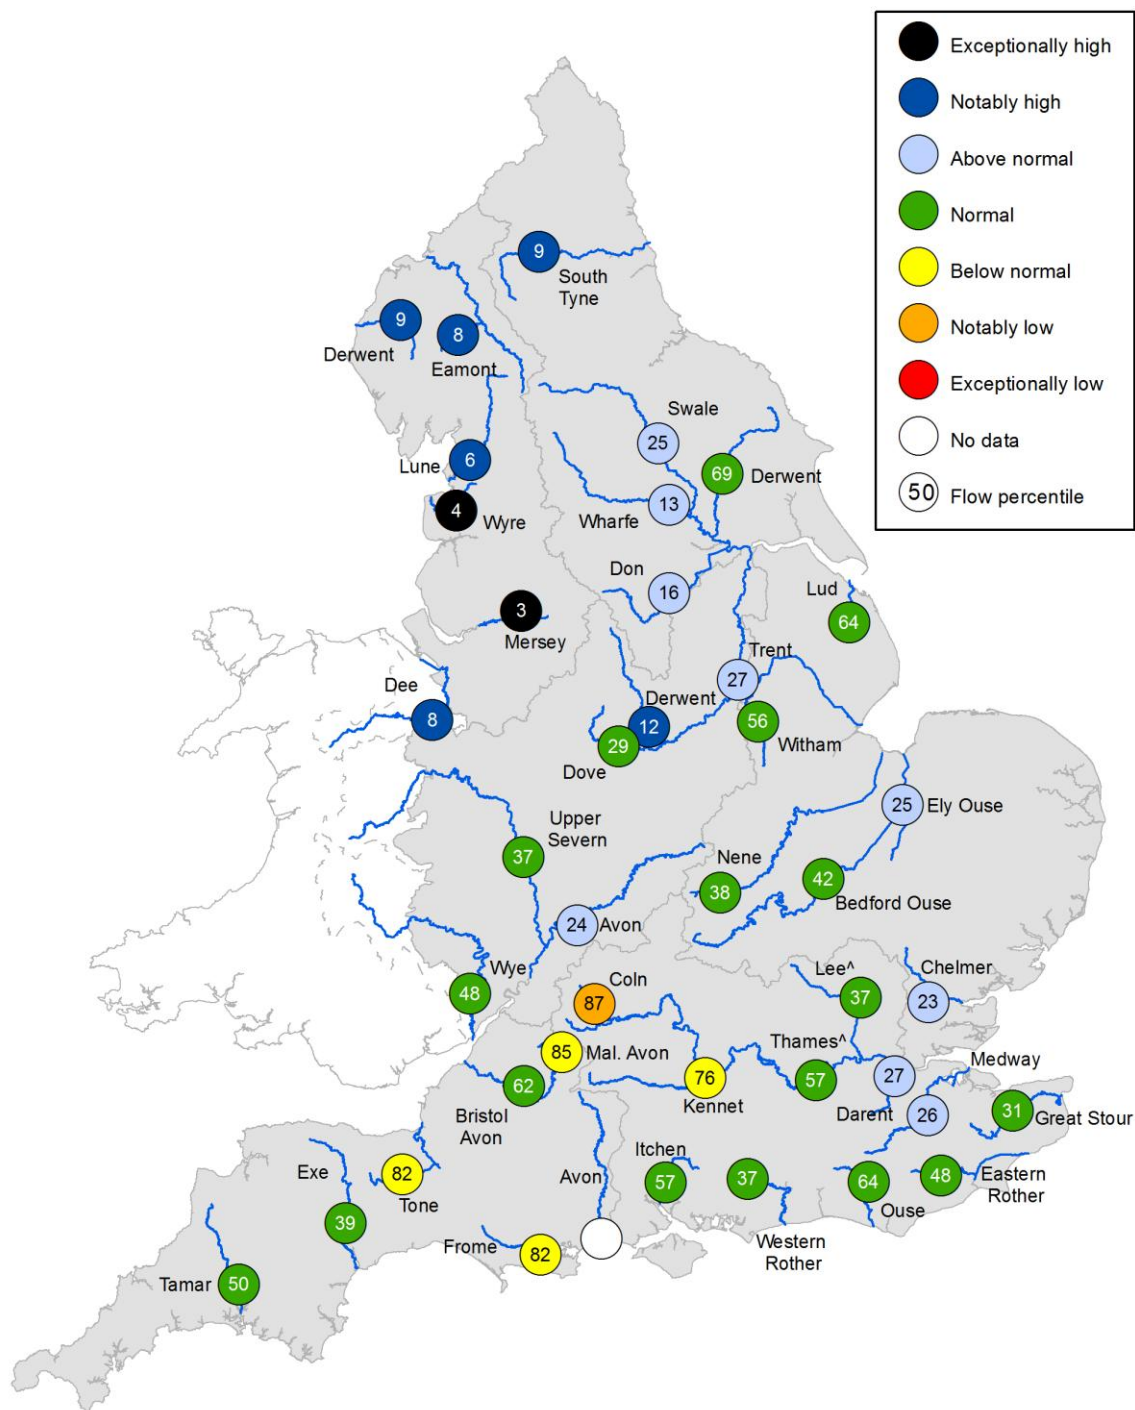 Exceptionally high
Notably high
Above normal
Normal
Below normal
Notably low
Exceptionally low
No data
50 Flow percentile
9
South
Tyne
9
Derwent
8
Eamont
Swale
25
Lune
6
69
Derwent
4
Wyre
13
Wharfe
Don
16
3
Mersey
Lud
64
Trent
27
Dee
8
Derwent
12
56
Witham
29
Dove
25
Ely Ouse
Upper
Severn
37
Nene
38
42
Bedford Ouse
24
Avon
Wye
48
Coln
87
Lee^
37
Chelmer
23
85
Mal. Avon
62
Bristol
Avon
76
Kennet
Thames^
57
27
Darent
Medway
26
31
Great Stour
Exe
39
82
Tone
Avon
Itchen
57
37
Western
Rother
64
Ouse
48
Eastern
Rother
Frome
82
Tamar
50